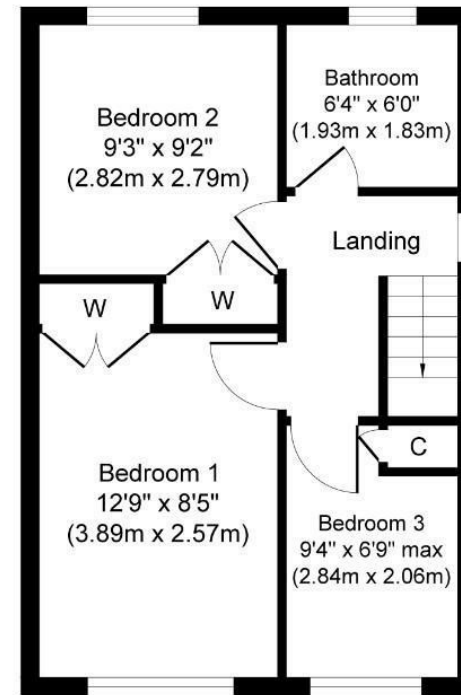 Bedroom 2
9'3" x 9'2"
(2.82m x 2.79m)
Bathroom
6'4" x 6'0"
(1.93m x 1.83m)
Landing
W
W
Bedroom 1
12'9" x 8'5"
(3.89m x 2.57m)
C
Bedroom 3
9'4" x 6'9" max
(2.84m x 2.06m)